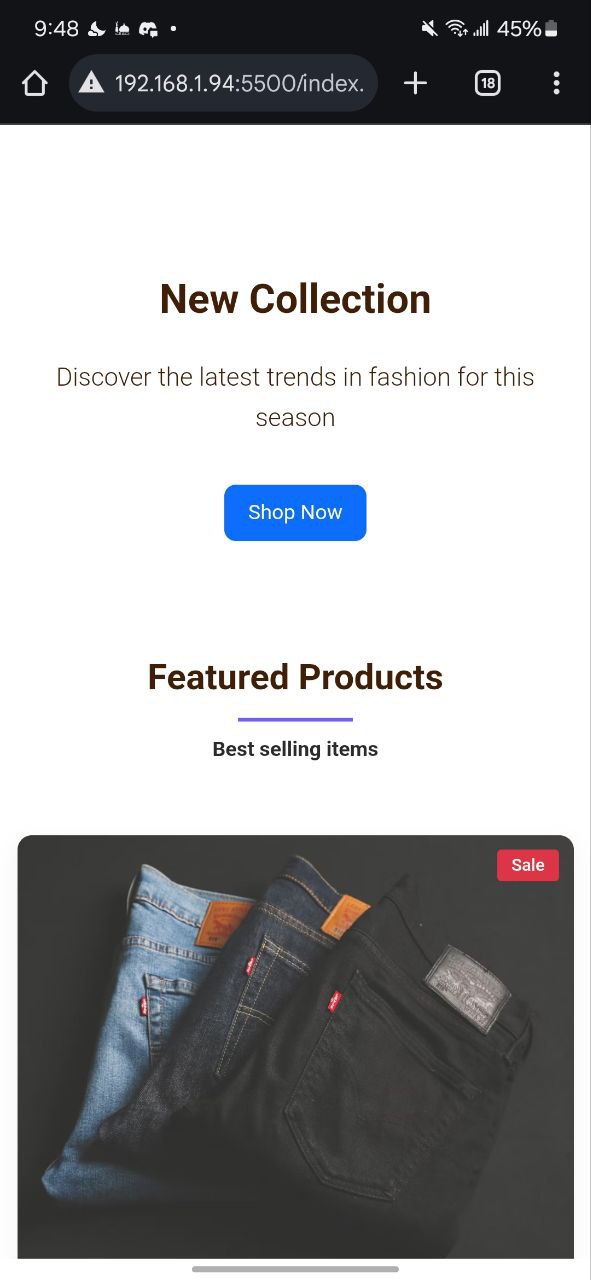 9:48
45%
192.168.1.94:5500/index.
18
New Collection
Discover the latest trends in fashion for this
season
Shop Now
Featured Products
Best selling items
Sale